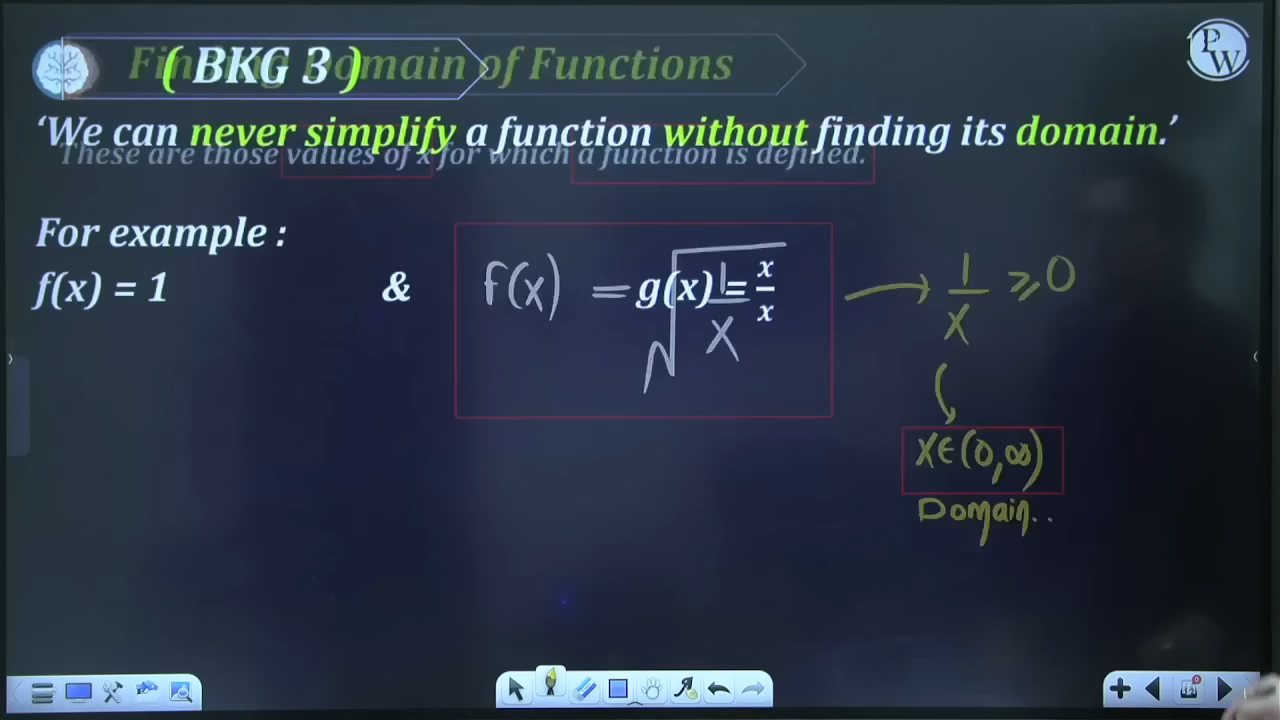 Finding Domain of Functions
( BKG 3 )
PW
‘We can never simplify a function without finding its domain.’
These are those values of x for which a function is defined.
For example :
f(x) = 1 & g(x) = x/x
f(x) = √(1/x) → 1/x ≥ 0
x∈(0,∞)
Domain..